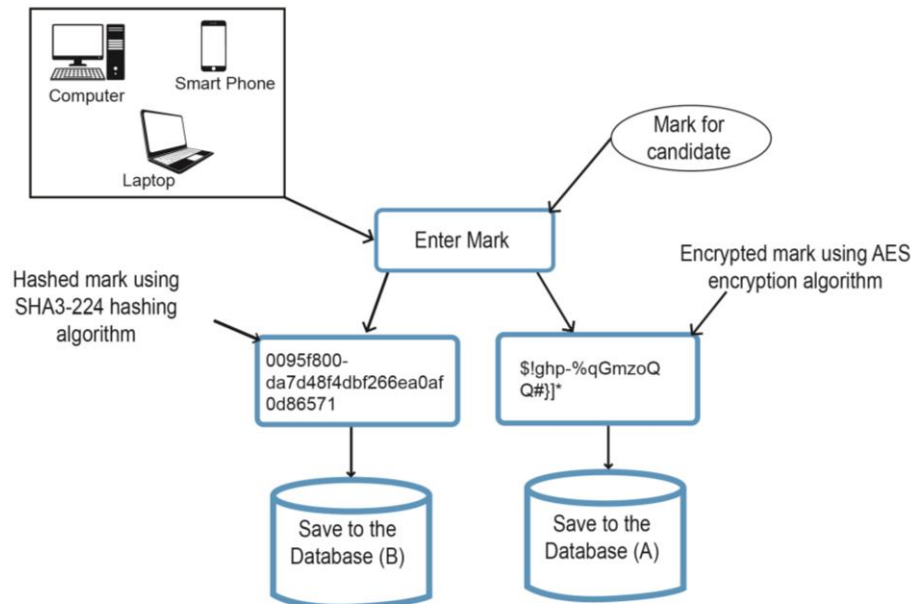 Computer
Smart Phone
Laptop
Mark for
candidate
Enter Mark
Hashed mark using
SHA3-224 hashing
algorithm
Encrypted mark using AES
encryption algorithm
0095f800-
da7d48f4dbf266ea0af
0d86571
$!ghp-%qGmzoQ
Q#}]*
Save to the
Database (B)
Save to the
Database (A)